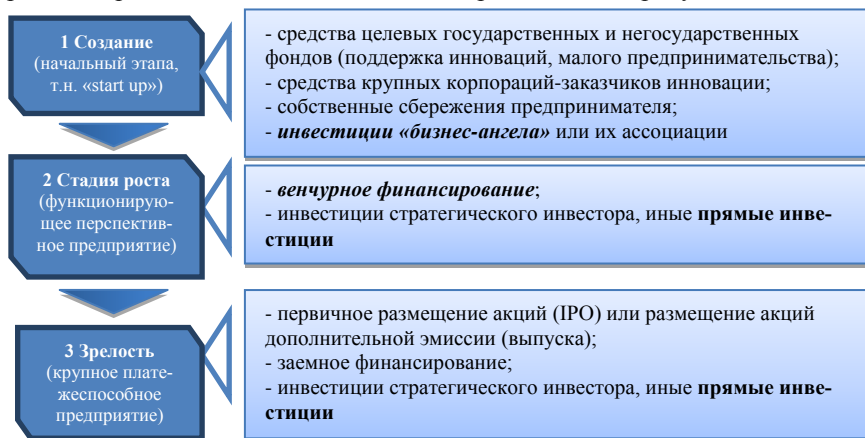 1 Создание
(начальный этапа,
т.н. «start up»)
- средства целевых государственных и негосударственных
фондов (поддержка инноваций, малого предпринимательства);
- средства крупных корпораций-заказчиков инновации;
- собственные сбережения предпринимателя;
- инвестиции «бизнес-ангела» или их ассоциации
2 Стадия роста
(функционирую-
щее перспектив-
ное предприятие)
- венчурное финансирование;
- инвестиции стратегического инвестора, иные прямые инве-
стиции
3 Зрелость
(крупное плате-
жеспособное
предприятие)
- первичное размещение акций (IPO) или размещение акций
дополнительной эмиссии (выпуска);
- заемное финансирование;
- инвестиции стратегического инвестора, иные прямые инве-
стиции